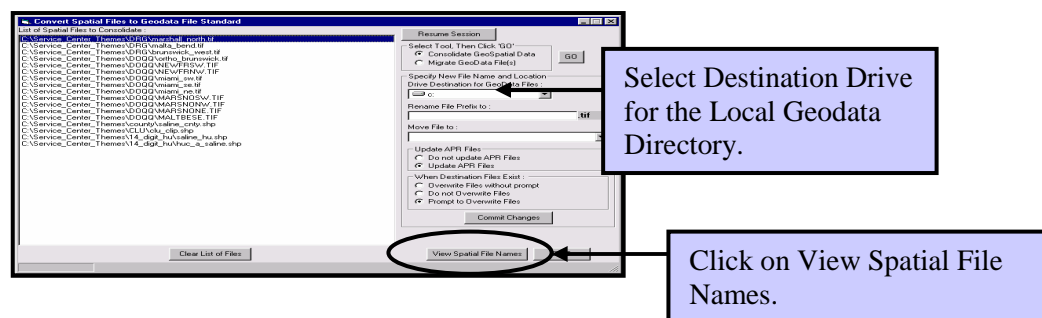 Convert Spatial Files to Geodata File Standard
List of Spatial Files to Consolidate :
C:\Service_Center_Themes\DRG\marshall_north.tif
C:\Service_Center_Themes\DRG\malta_bend.tif
C:\Service_Center_Themes\DRG\brunswick_west.tif
C:\Service_Center_Themes\DOQQ\ortho_brunswick.tif
C:\Service_Center_Themes\DOQQ\NEWFRSW.TIF
C:\Service_Center_Themes\DOQQ\NEWFRNW.TIF
C:\Service_Center_Themes\DOQQ\miami_sw.tif
C:\Service_Center_Themes\DOQQ\miami_se.tif
C:\Service_Center_Themes\DOQQ\miami_ne.tif
C:\Service_Center_Themes\DOQQ\MARSNOSW.TIF
C:\Service_Center_Themes\DOQQ\MARSNONW.TIF
C:\Service_Center_Themes\DOQQ\MARSNONE.TIF
C:\Service_Center_Themes\DOQQ\MALTBESE.TIF
C:\Service_Center_Themes\county\saline_cnty.shp
C:\Service_Center_Themes\CLU\clu_clip.shp
C:\Service_Center_Themes\14_digit_hu\saline_hu.shp
C:\Service_Center_Themes\14_digit_hu\huc_a_saline.shp
Clear List of Files
Resume Session
Select Tool, Then Click 'GO'
Consolidate GeoSpatial Data
Migrate GeoData File(s)
GO
Specify New File Name and Location
Drive Destination for GeoData Files :
c:
Rename File Prefix to :
.tif
Move File to :
Update APR Files
Do not update APR Files
Update APR Files
When Destination Files Exist :
Overwrite Files without prompt
Do not Overwrite Files
Prompt to Overwrite Files
Commit Changes
View Spatial File Names
Select Destination Drive
for the Local Geodata
Directory.
Click on View Spatial File
Names.